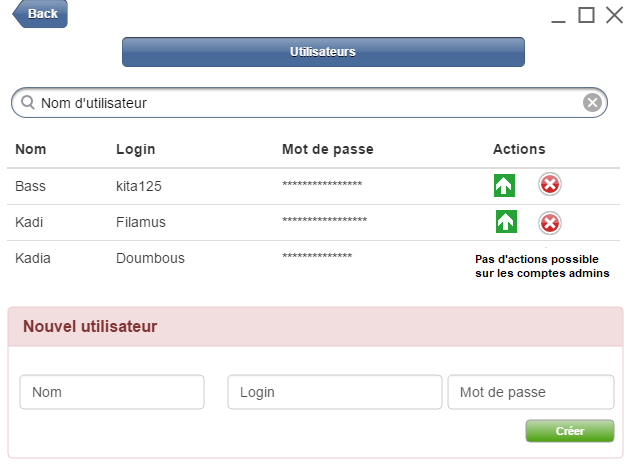 Back
Utilisateurs
Nom d'utilisateur
Nom Login Mot de passe Actions
Bass kita125 ****************
Kadi Filamus *****************
Kadia Doumbous **************
Pas d'actions possible
sur les comptes admins
Nouvel utilisateur
Nom Login Mot de passe
Créer